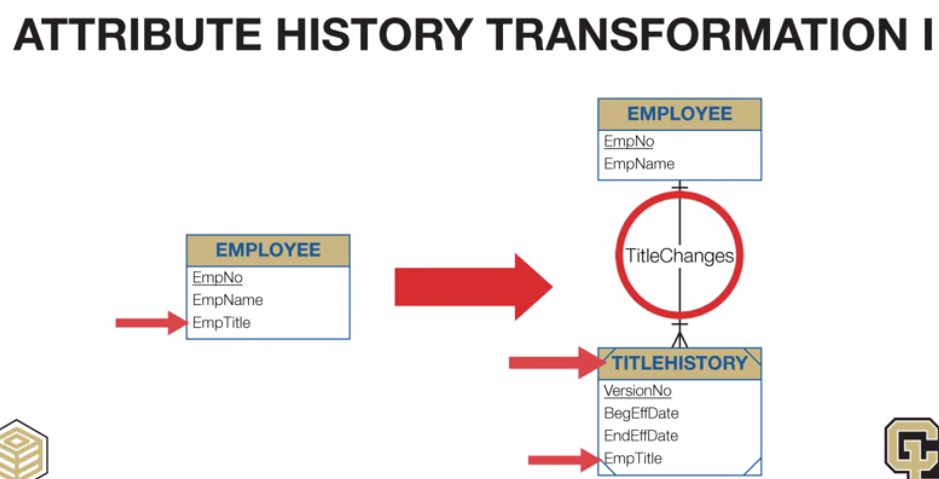 ATTRIBUTE HISTORY TRANSFORMATION I
EMPLOYEE
EmpNo
EmpName
EmpTitle
EMPLOYEE
EmpNo
EmpName
TitleChanges
TITLEHISTORY
VersionNo
BegEffDate
EndEffDate
EmpTitle